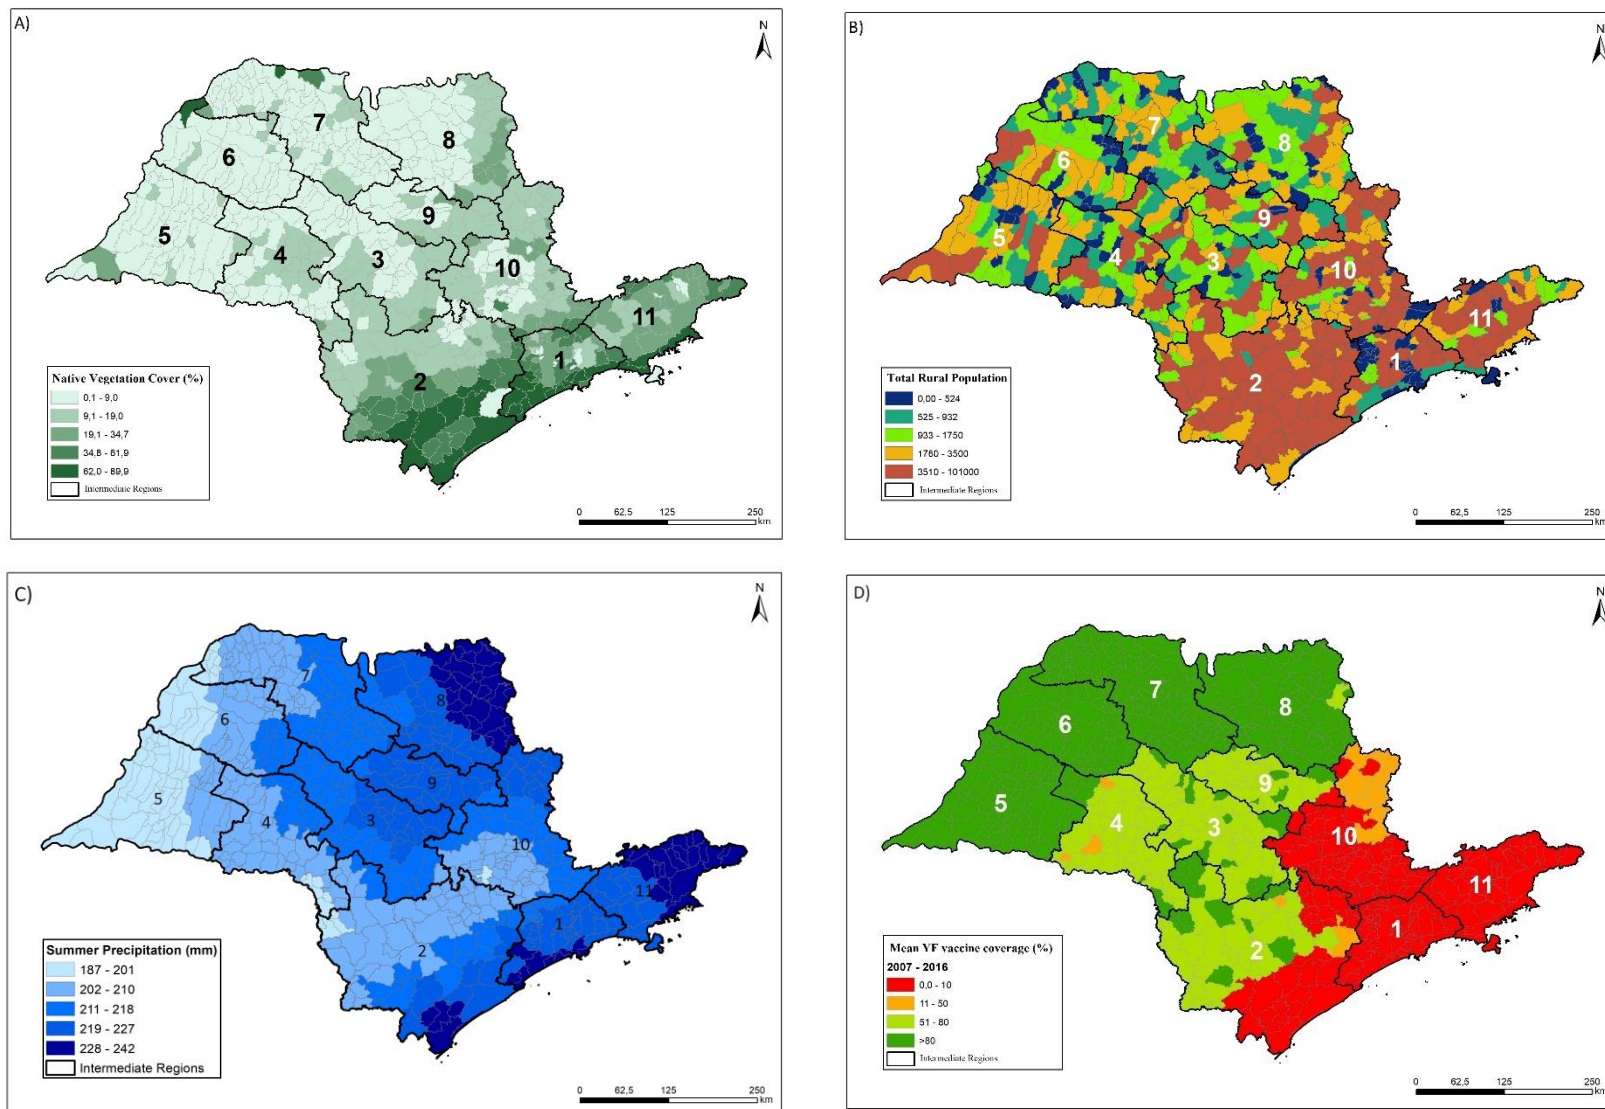 A)
N
7
8
6
9
5
4
3
10
11
1
2
Native Vegetation Cover (%)
0,1 - 9,0
9,1 - 19,0
19,1 - 34,7
34,8 - 61,9
62,0 - 89,9
Intermediate Regions
0 62,5 125 250
km
B)
N
7
8
6
9
5
4
3
10
11
1
2
Total Rural Population
0,00 - 524
525 - 932
933 - 1750
1760 - 3500
3510 - 101000
Intermediate Regions
0 62,5 125 250
km
C)
N
7
8
6
9
5
4
3
10
11
1
2
Summer Precipitation (mm)
187 - 201
202 - 210
211 - 218
219 - 227
228 - 242
Intermediate Regions
0 62,5 125 250
km
D)
N
7
8
6
9
5
4
3
10
11
1
2
Mean YF vaccine coverage (%)
2007 - 2016
0,0 - 10
11 - 50
51 - 80
>80
Intermediate Regions
0 62,5 125 250
km